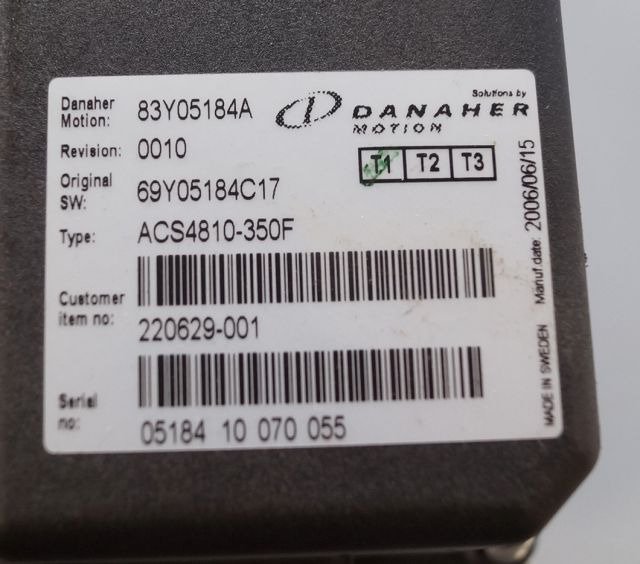 Danaher Motion: 83Y05184A
Solutions by
DANAHER
MOTION
Revision: 0010
T1 T2 T3
Original SW: 69Y05184C17
Type: ACS4810-350F
Customer item no: 220629-001
Serial no: 05184 10 070 055
MADE IN SWEDEN Manuf.date: 2006/06/15